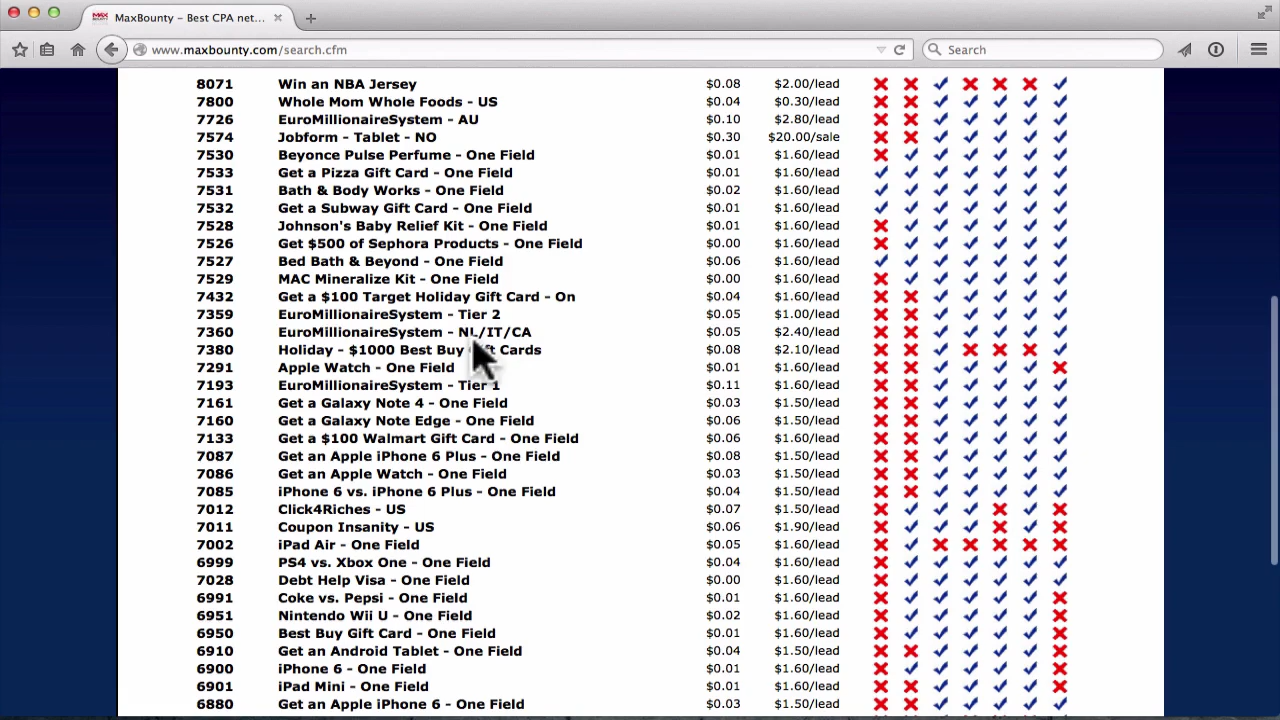 MaxBounty – Best CPA net...
www.maxbounty.com/search.cfm
Search
8071 Win an NBA Jersey $0.08 $2.00/lead
7800 Whole Mom Whole Foods - US $0.04 $0.30/lead
7726 EuroMillionaireSystem - AU $0.10 $2.80/lead
7574 Jobform - Tablet - NO $0.30 $20.00/sale
7530 Beyonce Pulse Perfume - One Field $0.01 $1.60/lead
7533 Get a Pizza Gift Card - One Field $0.01 $1.60/lead
7531 Bath & Body Works - One Field $0.02 $1.60/lead
7532 Get a Subway Gift Card - One Field $0.01 $1.60/lead
7528 Johnson's Baby Relief Kit - One Field $0.01 $1.60/lead
7526 Get $500 of Sephora Products - One Field $0.00 $1.60/lead
7527 Bed Bath & Beyond - One Field $0.06 $1.60/lead
7529 MAC Mineralize Kit - One Field $0.00 $1.60/lead
7432 Get a $100 Target Holiday Gift Card - On $0.04 $1.60/lead
7359 EuroMillionaireSystem - Tier 2 $0.05 $1.00/lead
7360 EuroMillionaireSystem - NL/IT/CA $0.05 $2.40/lead
7380 Holiday - $1000 Best Buy Gift Cards $0.08 $2.10/lead
7291 Apple Watch - One Field $0.01 $1.60/lead
7193 EuroMillionaireSystem - Tier 1 $0.11 $1.60/lead
7161 Get a Galaxy Note 4 - One Field $0.03 $1.50/lead
7160 Get a Galaxy Note Edge - One Field $0.06 $1.50/lead
7133 Get a $100 Walmart Gift Card - One Field $0.06 $1.60/lead
7087 Get an Apple iPhone 6 Plus - One Field $0.08 $1.50/lead
7086 Get an Apple Watch - One Field $0.03 $1.50/lead
7085 iPhone 6 vs. iPhone 6 Plus - One Field $0.04 $1.50/lead
7012 Click4Riches - US $0.07 $1.50/lead
7011 Coupon Insanity - US $0.06 $1.90/lead
7002 iPad Air - One Field $0.05 $1.60/lead
6999 PS4 vs. Xbox One - One Field $0.04 $1.60/lead
7028 Debt Help Visa - One Field $0.00 $1.60/lead
6991 Coke vs. Pepsi - One Field $0.01 $1.60/lead
6951 Nintendo Wii U - One Field $0.02 $1.60/lead
6950 Best Buy Gift Card - One Field $0.01 $1.60/lead
6910 Get an Android Tablet - One Field $0.04 $1.50/lead
6900 iPhone 6 - One Field $0.01 $1.60/lead
6901 iPad Mini - One Field $0.01 $1.60/lead
6880 Get an Apple iPhone 6 - One Field $0.03 $1.50/lead